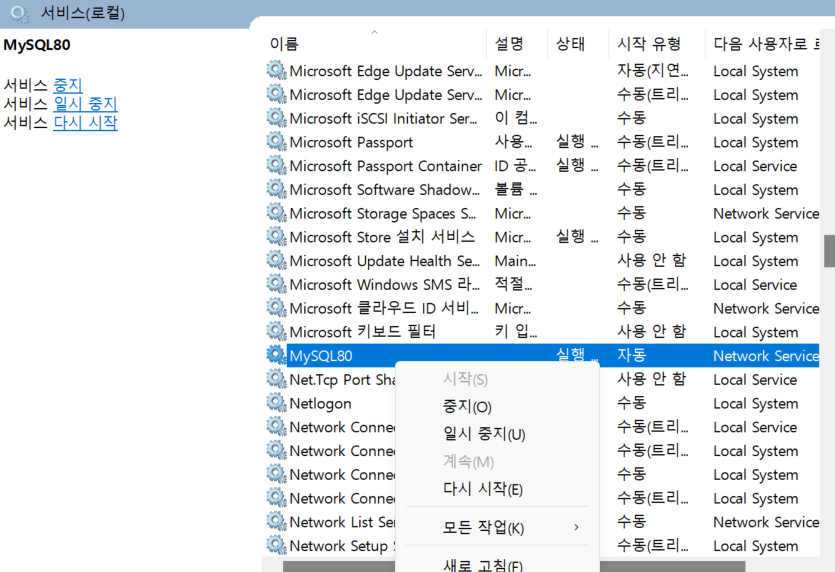 서비스(로컬)
MySQL80
서비스 중지
서비스 일시 중지
서비스 다시 시작
이름 설명 상태 시작 유형 다음 사용자로
Microsoft Edge Update Serv... Micr... 자동(지연... Local System
Microsoft Edge Update Serv... Micr... 수동(트리... Local System
Microsoft iSCSI Initiator Ser... 이 컴... 수동 Local System
Microsoft Passport 사용... 실행 ... 수동(트리... Local System
Microsoft Passport Container ID 공... 실행 ... 수동(트리... Local Service
Microsoft Software Shadow... 볼륨 ... 수동 Local System
Microsoft Storage Spaces S... Micr... 수동 Network Service
Microsoft Store 설치 서비스 Micr... 실행 ... 수동 Local System
Microsoft Update Health Se... Main... 사용 안 함 Local System
Microsoft Windows SMS 라... 적절... 수동(트리... Local Service
Microsoft 클라우드 ID 서비... Micr... 수동 Network Service
Microsoft 키보드 필터 키 입... 사용 안 함 Local System
MySQL80 실행 ... 자동 Network Service
Net.Tcp Port Sha 사용 안 함 Local Service
Netlogon 수동 Local System
Network Conne 수동(트리... Local Service
Network Conne 수동(트리... Local System
Network Conne 수동 Local System
Network Conne 수동(트리... Local System
Network List Ser 수동 Network Service
Network Setup 수동(트리... Local System
시작(S)
중지(O)
일시 중지(U)
계속(M)
다시 시작(E)
모든 작업(K)
새로 고침(F)